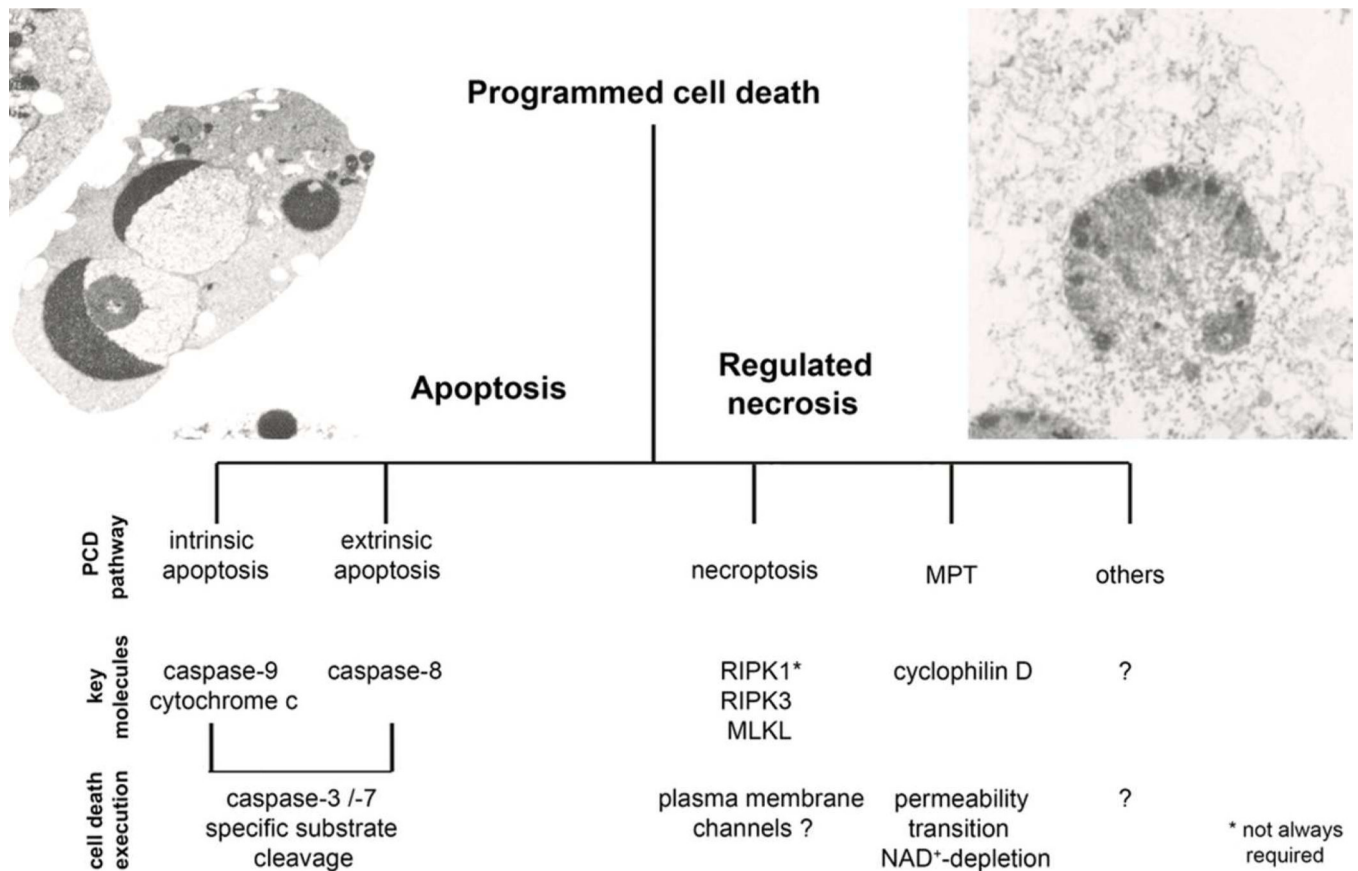 Programmed cell death
Apoptosis
Regulated
necrosis
PCD
pathway
intrinsic
apoptosis
extrinsic
apoptosis
necroptosis
MPT
others
key
molecules
caspase-9
cytochrome c
caspase-8
RIPK1*
RIPK3
MLKL
cyclophilin D
?
cell death
execution
caspase-3 /-7
specific substrate
cleavage
plasma membrane
channels ?
permeability
transition
NAD⁺-depletion
?
* not always
required